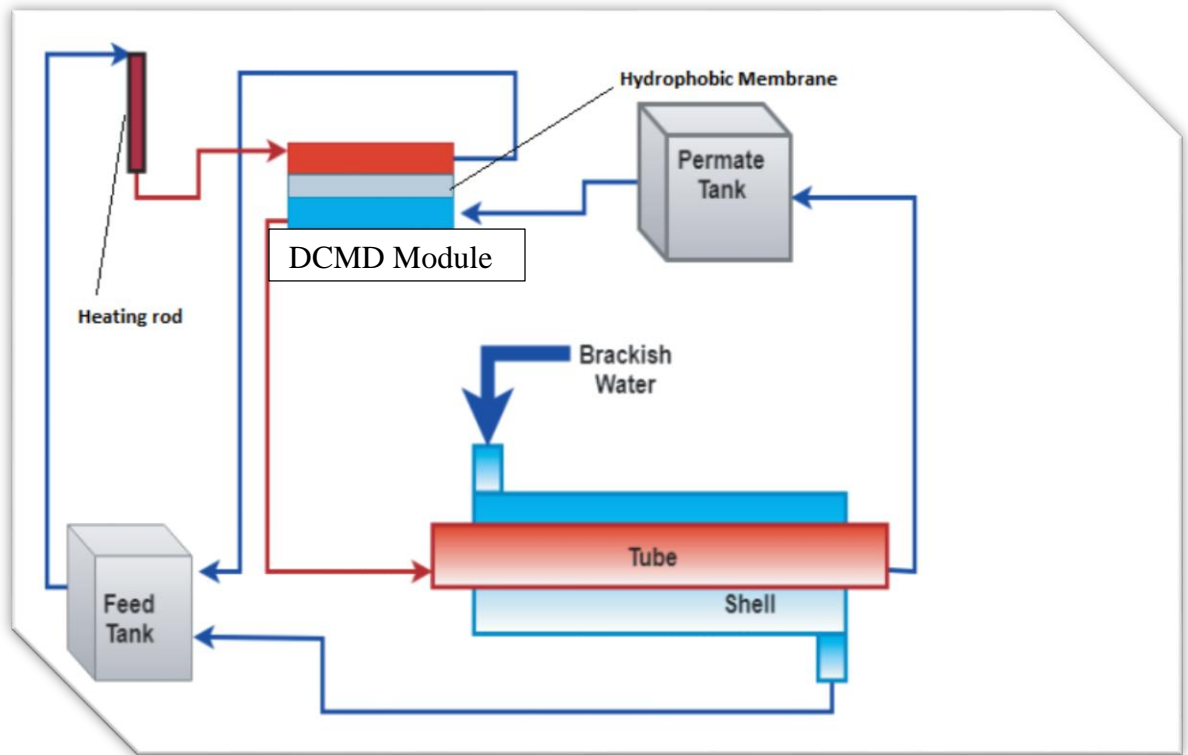 Hydrophobic Membrane
Permate
Tank
DCMD Module
Heating rod
Brackish
Water
Tube
Shell
Feed
Tank